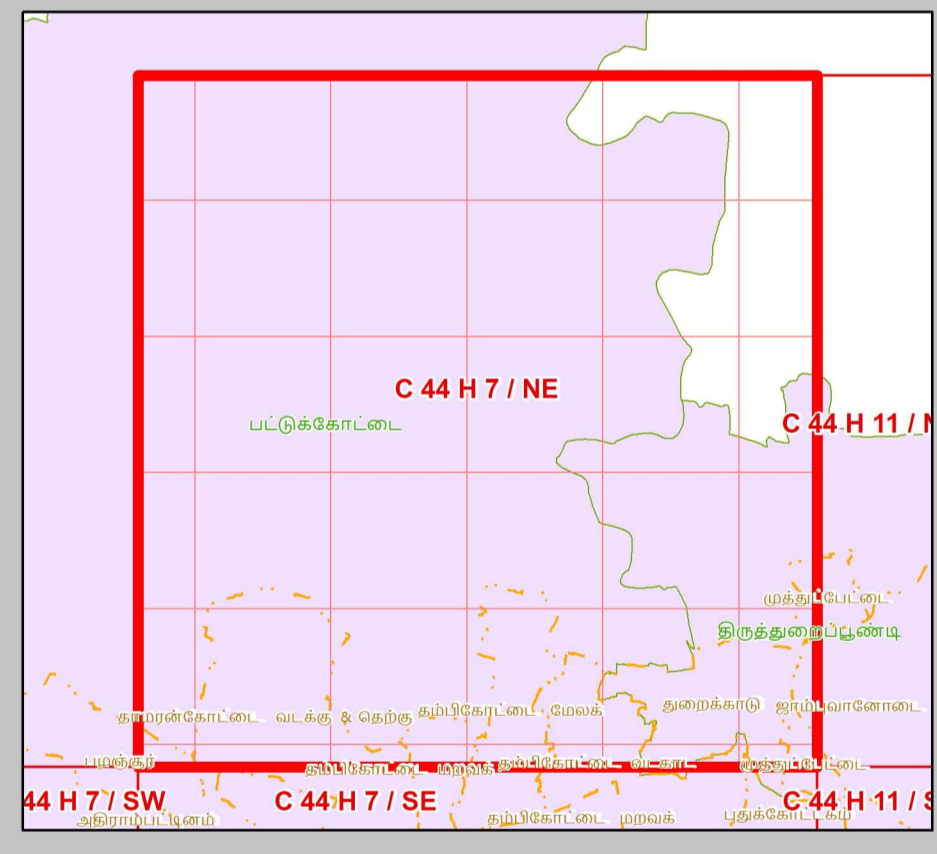 C 44 H 7 / NE
பட்டுக்கோட்டை
C 44 H 11 / N
முத்துப்பேட்டை
திருத்துறைப்பூண்டி
தாமரன்கோட்டை வடக்கு & தெற்கு
தம்பிகோட்டை மேலக்
துறைக்காடு
ஜாம்புவானோடை
பழஞ்சூர்
தம்பிகோட்டை மறவக்
தம்பிகோட்டை வடகாடு
முத்துப்பேட்டை
44 H 7 / SW
C 44 H 7 / SE
C 44 H 11 / S
அதிராம்பட்டினம்
தம்பிகோட்டை மறவக்
புதுக்கோட்டகம்